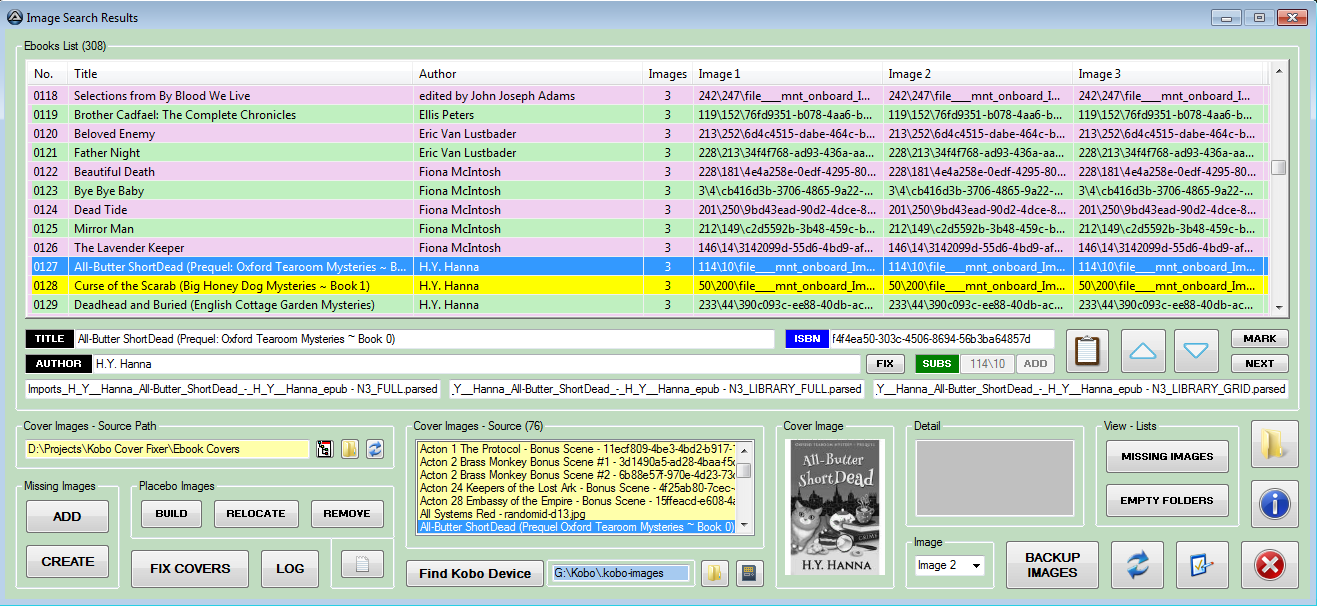 Image Search Results
Ebooks List (308)
No. Title Author Images Image 1 Image 2 Image 3
0118 Selections from By Blood We Live edited by John Joseph Adams 3 242\247\file____mnt_onboard_I... 242\247\file____mnt_onboard_I... 242\247\file____mnt_onboard_I...
0119 Brother Cadfael: The Complete Chronicles Ellis Peters 3 119\152\76fd9351-b078-4aa6-b... 119\152\76fd9351-b078-4aa6-b... 119\152\76fd9351-b078-4aa6-b...
0120 Beloved Enemy Eric Van Lustbader 3 213\252\6d4c4515-dabe-464c-b... 213\252\6d4c4515-dabe-464c-b... 213\252\6d4c4515-dabe-464c-b...
0121 Father Night Eric Van Lustbader 3 228\213\34f4f768-ad93-436a-aa... 228\213\34f4f768-ad93-436a-aa... 228\213\34f4f768-ad93-436a-aa...
0122 Beautiful Death Fiona McIntosh 3 228\181\4e4a258e-0edf-4295-80... 228\181\4e4a258e-0edf-4295-80... 228\181\4e4a258e-0edf-4295-80...
0123 Bye Bye Baby Fiona McIntosh 3 3\4\cb416d3b-3706-4865-9a22-... 3\4\cb416d3b-3706-4865-9a22-... 3\4\cb416d3b-3706-4865-9a22-...
0124 Dead Tide Fiona McIntosh 3 201\250\9bd43ead-90d2-4dce-8... 201\250\9bd43ead-90d2-4dce-8... 201\250\9bd43ead-90d2-4dce-8...
0125 Mirror Man Fiona McIntosh 3 212\149\c2d5592b-3b48-459c-b... 212\149\c2d5592b-3b48-459c-b... 212\149\c2d5592b-3b48-459c-b...
0126 The Lavender Keeper Fiona McIntosh 3 146\14\3142099d-55d6-4bd9-af... 146\14\3142099d-55d6-4bd9-af... 146\14\3142099d-55d6-4bd9-af...
0127 All-Butter ShortDead (Prequel: Oxford Tearoom Mysteries ~ B... H.Y. Hanna 3 114\10\file____mnt_onboard_Im... 114\10\file____mnt_onboard_Im... 114\10\file____mnt_onboard_Im...
0128 Curse of the Scarab (Big Honey Dog Mysteries ~ Book 1) H.Y. Hanna 3 50\200\file____mnt_onboard_Im... 50\200\file____mnt_onboard_Im... 50\200\file____mnt_onboard_Im...
0129 Deadhead and Buried (English Cottage Garden Mysteries) H.Y. Hanna 3 233\44\390c093c-ee88-40db-ac... 233\44\390c093c-ee88-40db-ac... 233\44\390c093c-ee88-40db-ac...
TITLE All-Butter ShortDead (Prequel: Oxford Tearoom Mysteries ~ Book 0) ISBN f4f4ea50-303c-4506-8694-56b3ba64857d MARK
AUTHOR H.Y. Hanna FIX SUBS 114\10 ADD NEXT
Imports_H_Y__Hanna_All-Butter_ShortDead_-_H_Y__Hanna_epub - N3_FULL.parsed _Y__Hanna_All-Butter_ShortDead_-_H_Y__Hanna_epub - N3_LIBRARY_FULL.parsed _Y__Hanna_All-Butter_ShortDead_-_H_Y__Hanna_epub - N3_LIBRARY_GRID.parsed
Cover Images - Source Path
D:\Projects\Kobo Cover Fixer\Ebook Covers
Missing Images
ADD
CREATE
Placebo Images
BUILD RELOCATE REMOVE
FIX COVERS LOG
Cover Images - Source (76)
Acton 1 The Protocol - Bonus Scene - 11ecf809-4be3-4bd2-b917-
Acton 2 Brass Monkey Bonus Scene #1 - 3d1490a5-ad28-4baa-f5
Acton 2 Brass Monkey Bonus Scene #2 - 6b88e57f-970e-4d23-73
Acton 24 Keepers of the Lost Ark - Bonus Scene - 4f25ab80-7cec-
Acton 28 Embassy of the Empire - Bonus Scene - 15ffeacd-e608-4
All Systems Red - randomid-d13.jpg
All-Butter ShortDead (Prequel Oxford Tearoom Mysteries ~ Book 0)
Find Kobo Device G:\Kobo\.kobo-images
Cover Image
OXFORD TEAROOM MYSTERIES ~ PREQUEL
All-Butter
ShortDead
CRIME
H.Y. HANNA
Detail
Image
Image 2
View - Lists
MISSING IMAGES
EMPTY FOLDERS
BACKUP
IMAGES